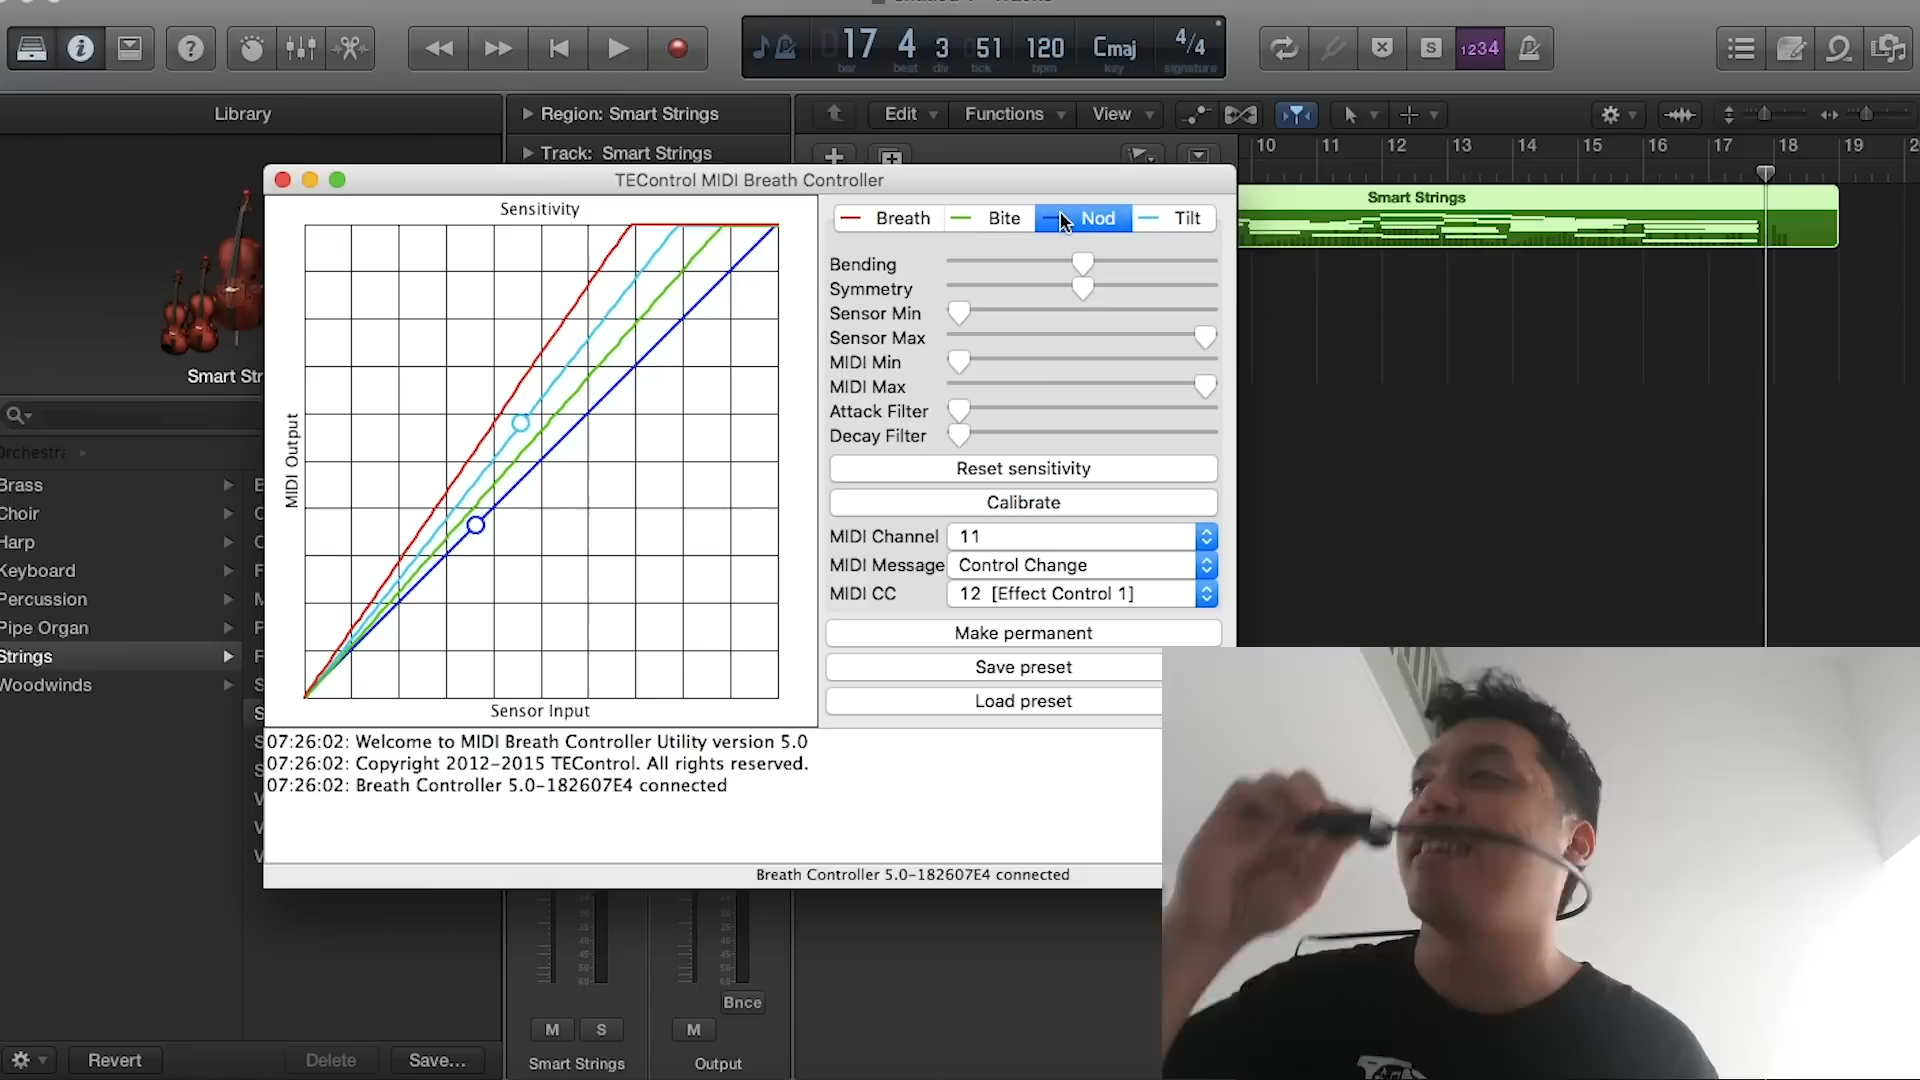 17 4 3 51 120 Cmaj 4/4
bar beat div tick bpm key signature
S 1234
Library
Region: Smart Strings
Edit Functions View
Track: Smart Strings
10 11 12 13 14 15 16 17 18 19
Smart Strings
TEControl MIDI Breath Controller
Sensitivity
MIDI Output
Sensor Input
Breath Bite Nod Tilt
Bending
Symmetry
Sensor Min
Sensor Max
MIDI Min
MIDI Max
Attack Filter
Decay Filter
Reset sensitivity
Calibrate
MIDI Channel 11
MIDI Message Control Change
MIDI CC 12 [Effect Control 1]
Make permanent
Save preset
Load preset
07:26:02: Welcome to MIDI Breath Controller Utility version 5.0
07:26:02: Copyright 2012-2015 TEControl. All rights reserved.
07:26:02: Breath Controller 5.0-182607E4 connected
Breath Controller 5.0-182607E4 connected
Smart Str
Brass
Choir
Harp
Keyboard
Percussion
Pipe Organ
Strings
Woodwinds
Bnce
M S M
Smart Strings Output
Revert Delete Save...